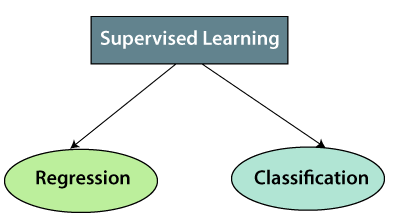 Supervised Learning
Regression
Classification